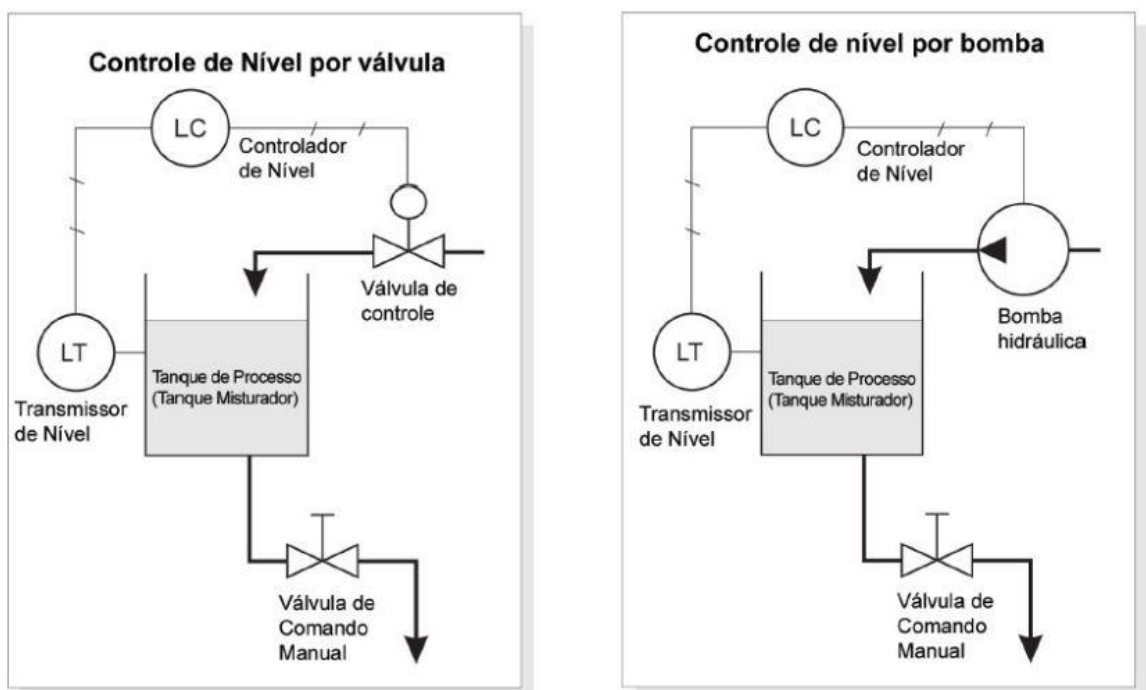 Controle de Nível por válvula
LC
Controlador
de Nível
Válvula de
controle
LT
Transmissor
de Nível
Tanque de Processo
(Tanque Misturador)
Válvula de
Comando
Manual
Controle de nível por bomba
LC
Controlador
de Nível
Bomba
hidráulica
LT
Transmissor
de Nível
Tanque de Processo
(Tanque Misturador)
Válvula de
Comando
Manual